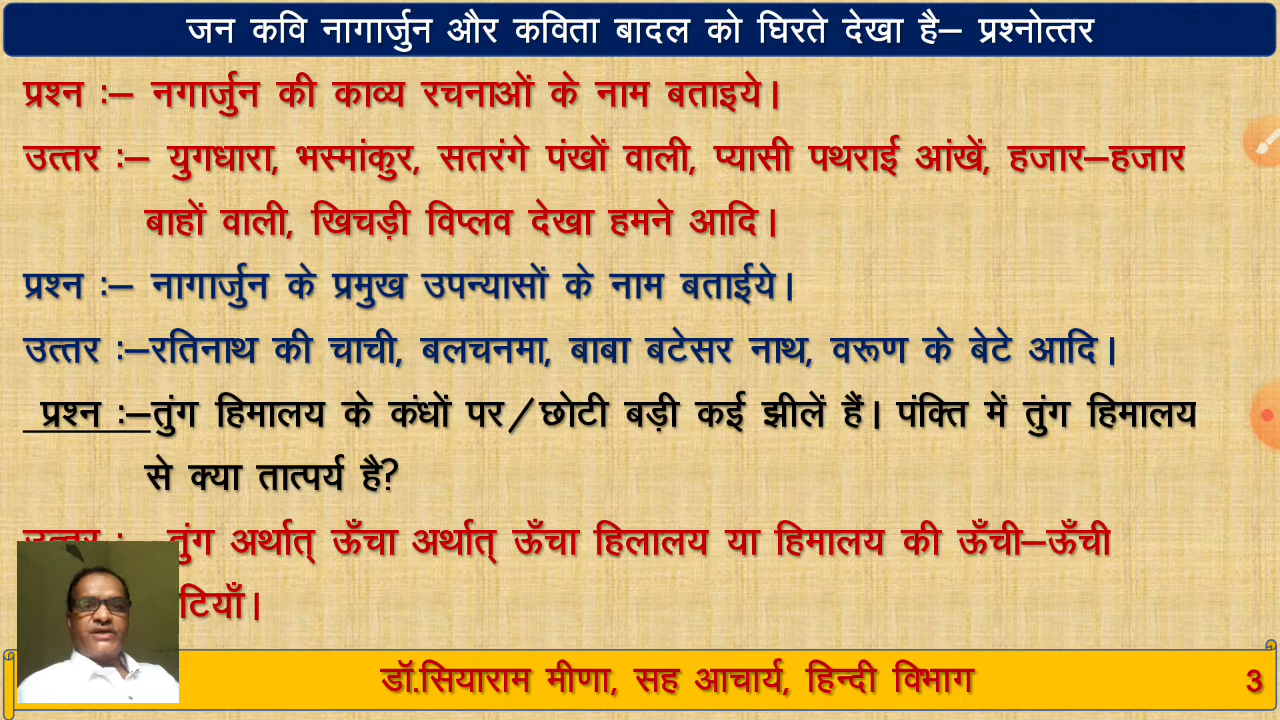 जन कवि नागार्जुन और कविता बादल को घिरते देखा है– प्रश्नोत्तर
प्रश्न :– नगार्जुन की काव्य रचनाओं के नाम बताइये।
उत्तर :– युगधारा, भस्मांकुर, सतरंगे पंखों वाली, प्यासी पथराई आंखें, हजार–हजार
बाहों वाली, खिचड़ी विप्लव देखा हमने आदि।
प्रश्न :– नागार्जुन के प्रमुख उपन्यासों के नाम बताईये।
उत्तर :–रतिनाथ की चाची, बलचनमा, बाबा बटेसर नाथ, वरूण के बेटे आदि।
प्रश्न :–तुंग हिमालय के कंधों पर/छोटी बड़ी कई झीलें हैं। पंक्ति में तुंग हिमालय
से क्या तात्पर्य है?
उत्तर :– तुंग अर्थात् ऊँचा अर्थात् ऊँचा हिलालय या हिमालय की ऊँची–ऊँची
टियाँ।
डॉ.सियाराम मीणा, सह आचार्य, हिन्दी विभाग
3